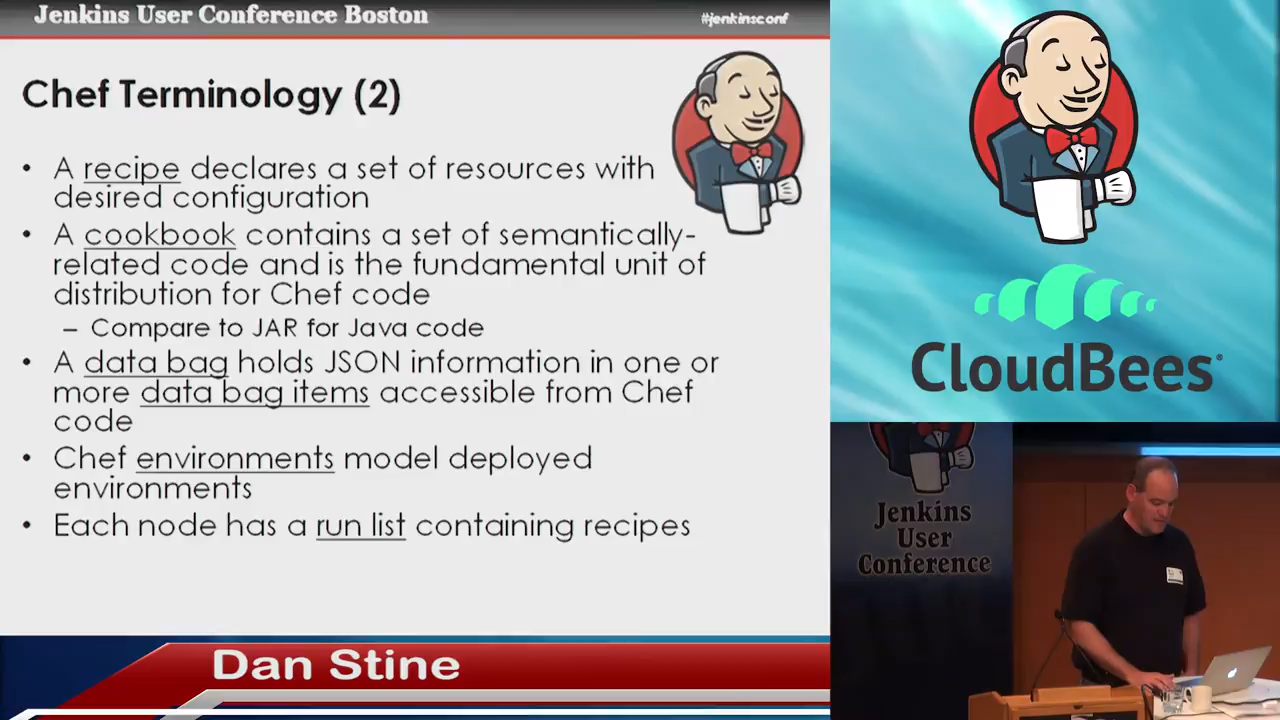 Jenkins User Conference Boston
#jenkinsconf
Chef Terminology (2)
• A recipe declares a set of resources with
desired configuration
• A cookbook contains a set of semantically-
related code and is the fundamental unit of
distribution for Chef code
– Compare to JAR for Java code
• A data bag holds JSON information in one or
more data bag items accessible from Chef
code
• Chef environments model deployed
environments
• Each node has a run list containing recipes
Dan Stine
CloudBees
Jenkins
User
Conference